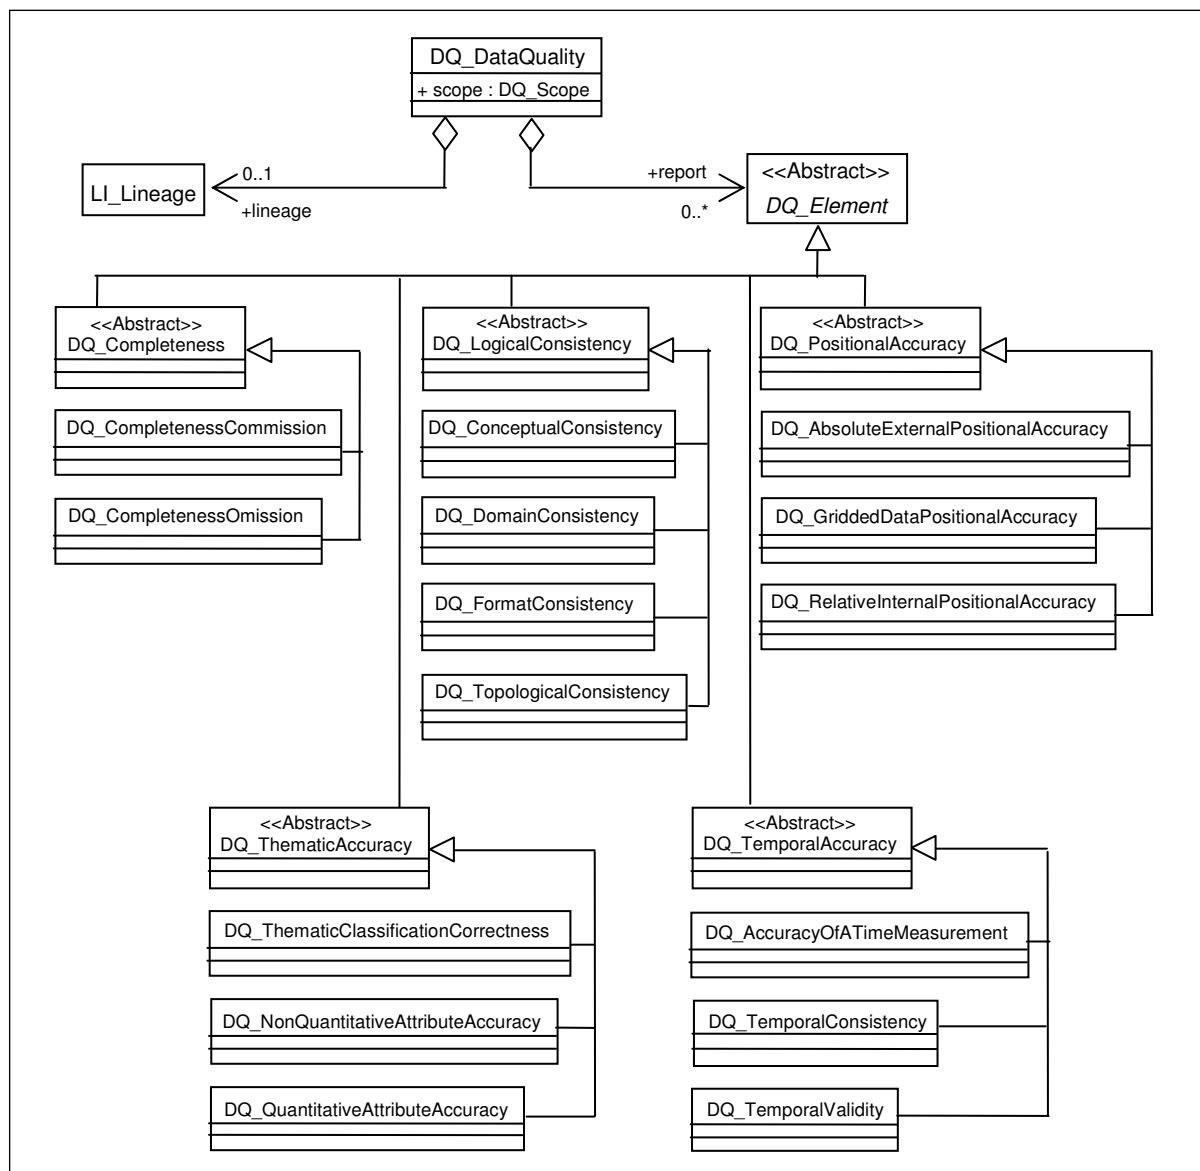 DQ_DataQuality
+ scope : DQ_Scope
LI_Lineage
0..1
+lineage
+report
0..*
<<Abstract>>
DQ_Element
<<Abstract>>
DQ_Completeness
<<Abstract>>
DQ_LogicalConsistency
<<Abstract>>
DQ_PositionalAccuracy
DQ_CompletenessCommission
DQ_ConceptualConsistency
DQ_AbsoluteExternalPositionalAccuracy
DQ_CompletenessOmission
DQ_DomainConsistency
DQ_GriddedDataPositionalAccuracy
DQ_FormatConsistency
DQ_RelativeInternalPositionalAccuracy
DQ_TopologicalConsistency
<<Abstract>>
DQ_ThematicAccuracy
<<Abstract>>
DQ_TemporalAccuracy
DQ_ThematicClassificationCorrectness
DQ_AccuracyOfATimeMeasurement
DQ_NonQuantitativeAttributeAccuracy
DQ_TemporalConsistency
DQ_QuantitativeAttributeAccuracy
DQ_TemporalValidity